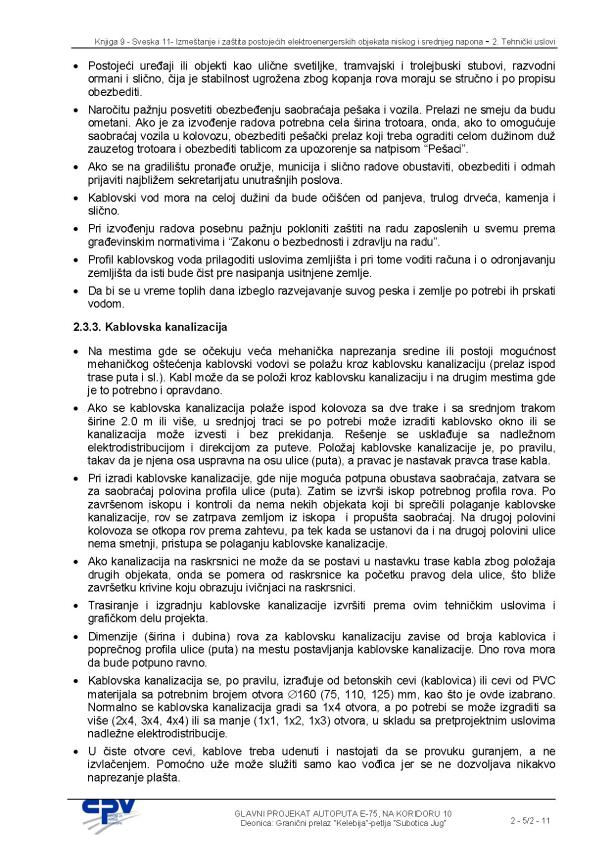 Knjiga 9 - Sveska 11- Izmeštanje i zaštita postojećih elektroenergerskih objekata niskog i srednjeg napona - 2. Tehnički uslovi
• Postojeći uređaji ili objekti kao ulične svetiljke, tramvajski i trolejbuski stubovi, razvodni
ormani i slično, čija je stabilnost ugrožena zbog kopanja rova moraju se stručno i po propisu
obezbediti.
• Naročitu pažnju posvetiti obezbeđenju saobraćaja pešaka i vozila. Prelazi ne smeju da budu
ometani. Ako je za izvođenje radova potrebna cela širina trotoara, onda, ako to omogućuje
saobraćaj vozila u kolovozu, obezbediti pešački prelaz koji treba ograditi celom dužinom duž
zauzetog trotoara i obezbediti tablicom za upozorenje sa natpisom “Pešaci”.
• Ako se na gradilištu pronađe oružje, municija i slično radove obustaviti, obezbediti i odmah
prijaviti najbližem sekretarijatu unutrašnjih poslova.
• Kablovski vod mora na celoj dužini da bude očišćen od panjeva, trulog drveća, kamenja i
slično.
• Pri izvođenju radova posebnu pažnju pokloniti zaštiti na radu zaposlenih u svemu prema
građevinskim normativima i “Zakonu o bezbednosti i zdravlju na radu”.
• Profil kablovskog voda prilagoditi uslovima zemljišta i pri tome voditi računa i o odronjavanju
zemljišta da isti bude čist pre nasipanja usitnjene zemlje.
• Da bi se u vreme toplih dana izbeglo razvejavanje suvog peska i zemlje po potrebi ih prskati
vodom.
2.3.3. Kablovska kanalizacija
• Na mestima gde se očekuju veća mehanička naprezanja sredine ili postoji mogućnost
mehaničkog oštećenja kablovski vodovi se polažu kroz kablovsku kanalizaciju (prelaz ispod
trase puta i sl.). Kabl može da se položi kroz kablovsku kanalizaciju i na drugim mestima gde
je to potrebno i opravdano.
• Ako se kablovska kanalizacija polaže ispod kolovoza sa dve trake i sa srednjom trakom
širine 2.0 m ili više, u srednjoj traci se po potrebi može izraditi kablovsko okno ili se
kanalizacija može izvesti i bez prekidanja. Rešenje se usklađuje sa nadležnom
elektrodistribucijom i direkcijom za puteve. Položaj kablovske kanalizacije je, po pravilu,
takav da je njena osa uspravna na osu ulice (puta), a pravac je nastavak pravca trase kabla.
• Pri izradi kablovske kanalizacije, gde nije moguća potpuna obustava saobraćaja, zatvara se
za saobraćaj polovina profila ulice (puta). Zatim se izvrši iskop potrebnog profila rova. Po
završenom iskopu i kontroli da nema nekih objekata koji bi sprečili polaganje kablovske
kanalizacije, rov se zatrpava zemljom iz iskopa i propušta saobraćaj. Na drugoj polovini
kolovoza se otkopa rov prema zahtevu, pa tek kada se ustanovi da i na drugoj polovini ulice
nema smetnji, pristupa se polaganju kablovske kanalizacije.
• Ako kanalizacija na raskrsnici ne može da se postavi u nastavku trase kabla zbog položaja
drugih objekata, onda se pomera od raskrsnice ka početku pravog dela ulice, što bliže
završetku krivine koju obrazuju ivičnjaci na raskrsnici.
• Trasiranje i izgradnju kablovske kanalizacije izvršiti prema ovim tehničkim uslovima i
grafičkom delu projekta.
• Dimenzije (širina i dubina) rova za kablovsku kanalizaciju zavise od broja kablovica i
poprečnog profila ulice (puta) na mestu postavljanja kablovske kanalizacije. Dno rova mora
da bude potpuno ravno.
• Kablovska kanalizacija se, po pravilu, izrađuje od betonskih cevi (kablovica) ili cevi od PVC
materijala sa potrebnim brojem otvora ∅160 (75, 110, 125) mm, kao što je ovde izabrano.
Normalno se kablovska kanalizacija gradi sa 1x4 otvora, a po potrebi se može izgraditi sa
više (2x4, 3x4, 4x4) ili sa manje (1x1, 1x2, 1x3) otvora, u skladu sa pretprojektnim uslovima
nadležne elektrodistribucije.
• U čiste otvore cevi, kablove treba udenuti i nastojati da se provuku guranjem, a ne
izvlačenjem. Pomoćno uže može služiti samo kao vođica jer se ne dozvoljava nikakvo
naprezanje plašta.
cpv
GLAVNI PROJEKAT AUTOPUTA E-75, NA KORIDORU 10
Deonica: Granični prelaz “Kelebija”-petlja “Subotica Jug”
2 - 5/2 - 11